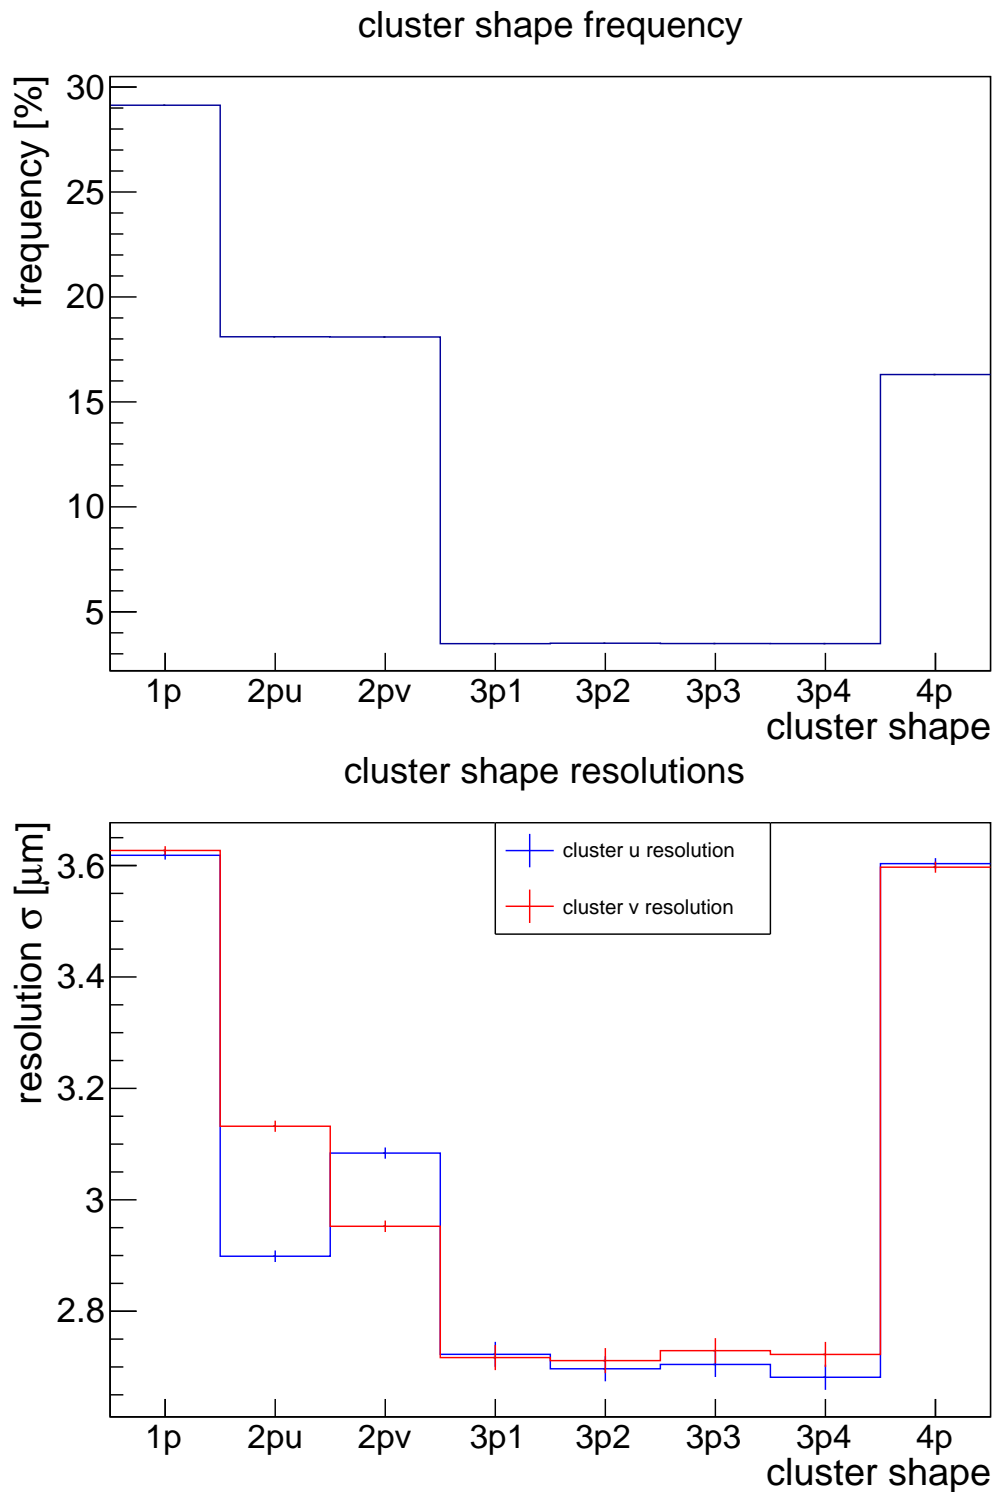 cluster shape frequency
frequency [%]
30
25
20
15
10
5
1p 2pu 2pv 3p1 3p2 3p3 3p4 4p
cluster shape
cluster shape resolutions
resolution σ [μm]
cluster u resolution
cluster v resolution
3.6
3.4
3.2
3
2.8
1p 2pu 2pv 3p1 3p2 3p3 3p4 4p
cluster shape